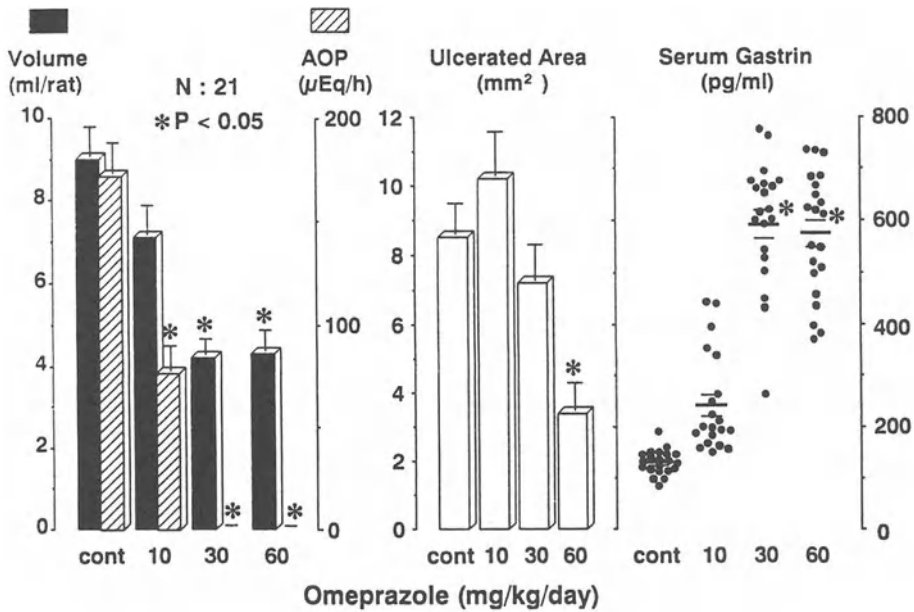 Volume
(ml/rat)
AOP
(μEq/h)
N : 21
*P < 0.05
10
8
6
4
2
0
200
100
0
cont 10 30 60
* * *
* *
Ulcerated Area
(mm²)
12
10
8
6
4
2
0
cont 10 30 60
*
Serum Gastrin
(pg/ml)
800
600
400
200
0
cont 10 30 60
* *
Omeprazole (mg/kg/day)